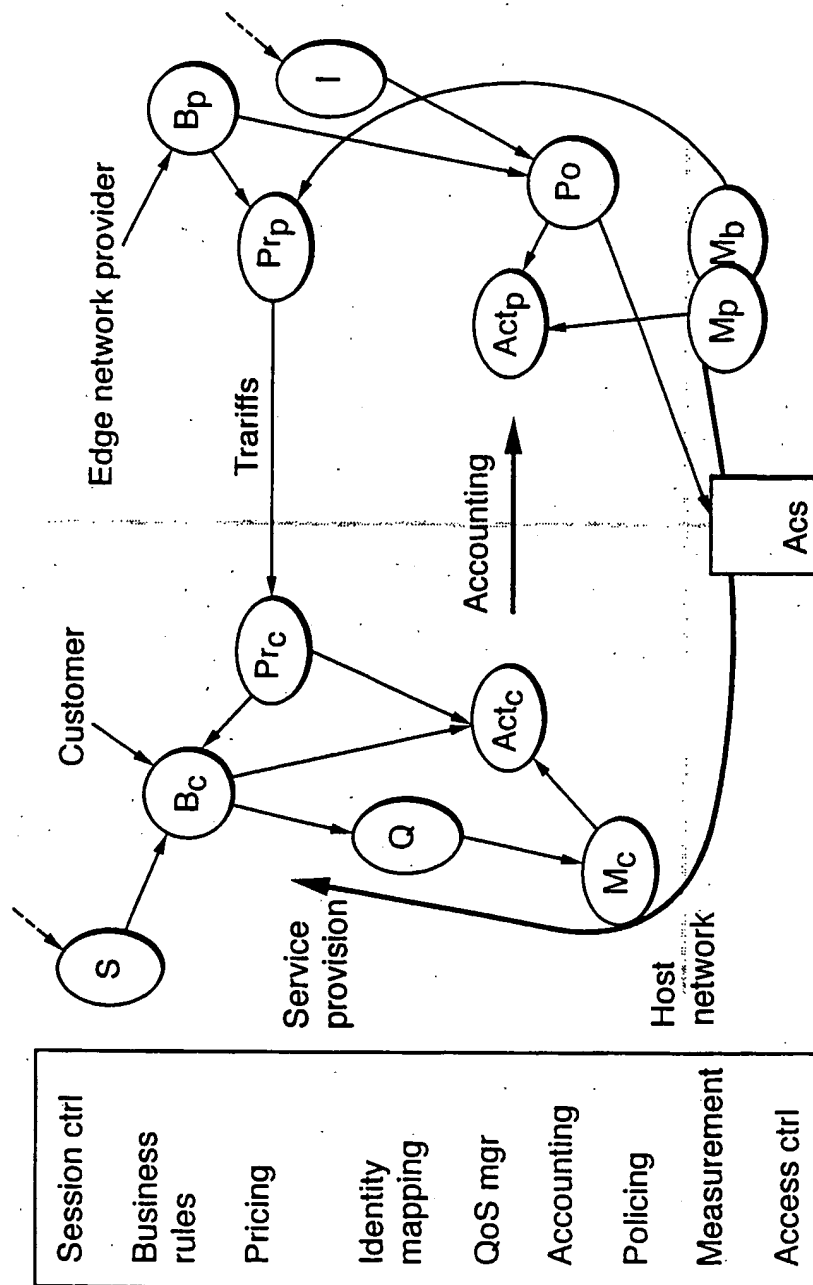 Session ctrl
Business
rules
Pricing
Identity
mapping
QoS mgr
Accounting
Policing
Measurement
Access ctrl
S
Customer
Bc
Prc
Service
provision
Q
Actc
Mc
Host
network
Edge network provider
Bp
Prp
I
Trariffs
Accounting
Actp
Po
Mp
Mb
Acs